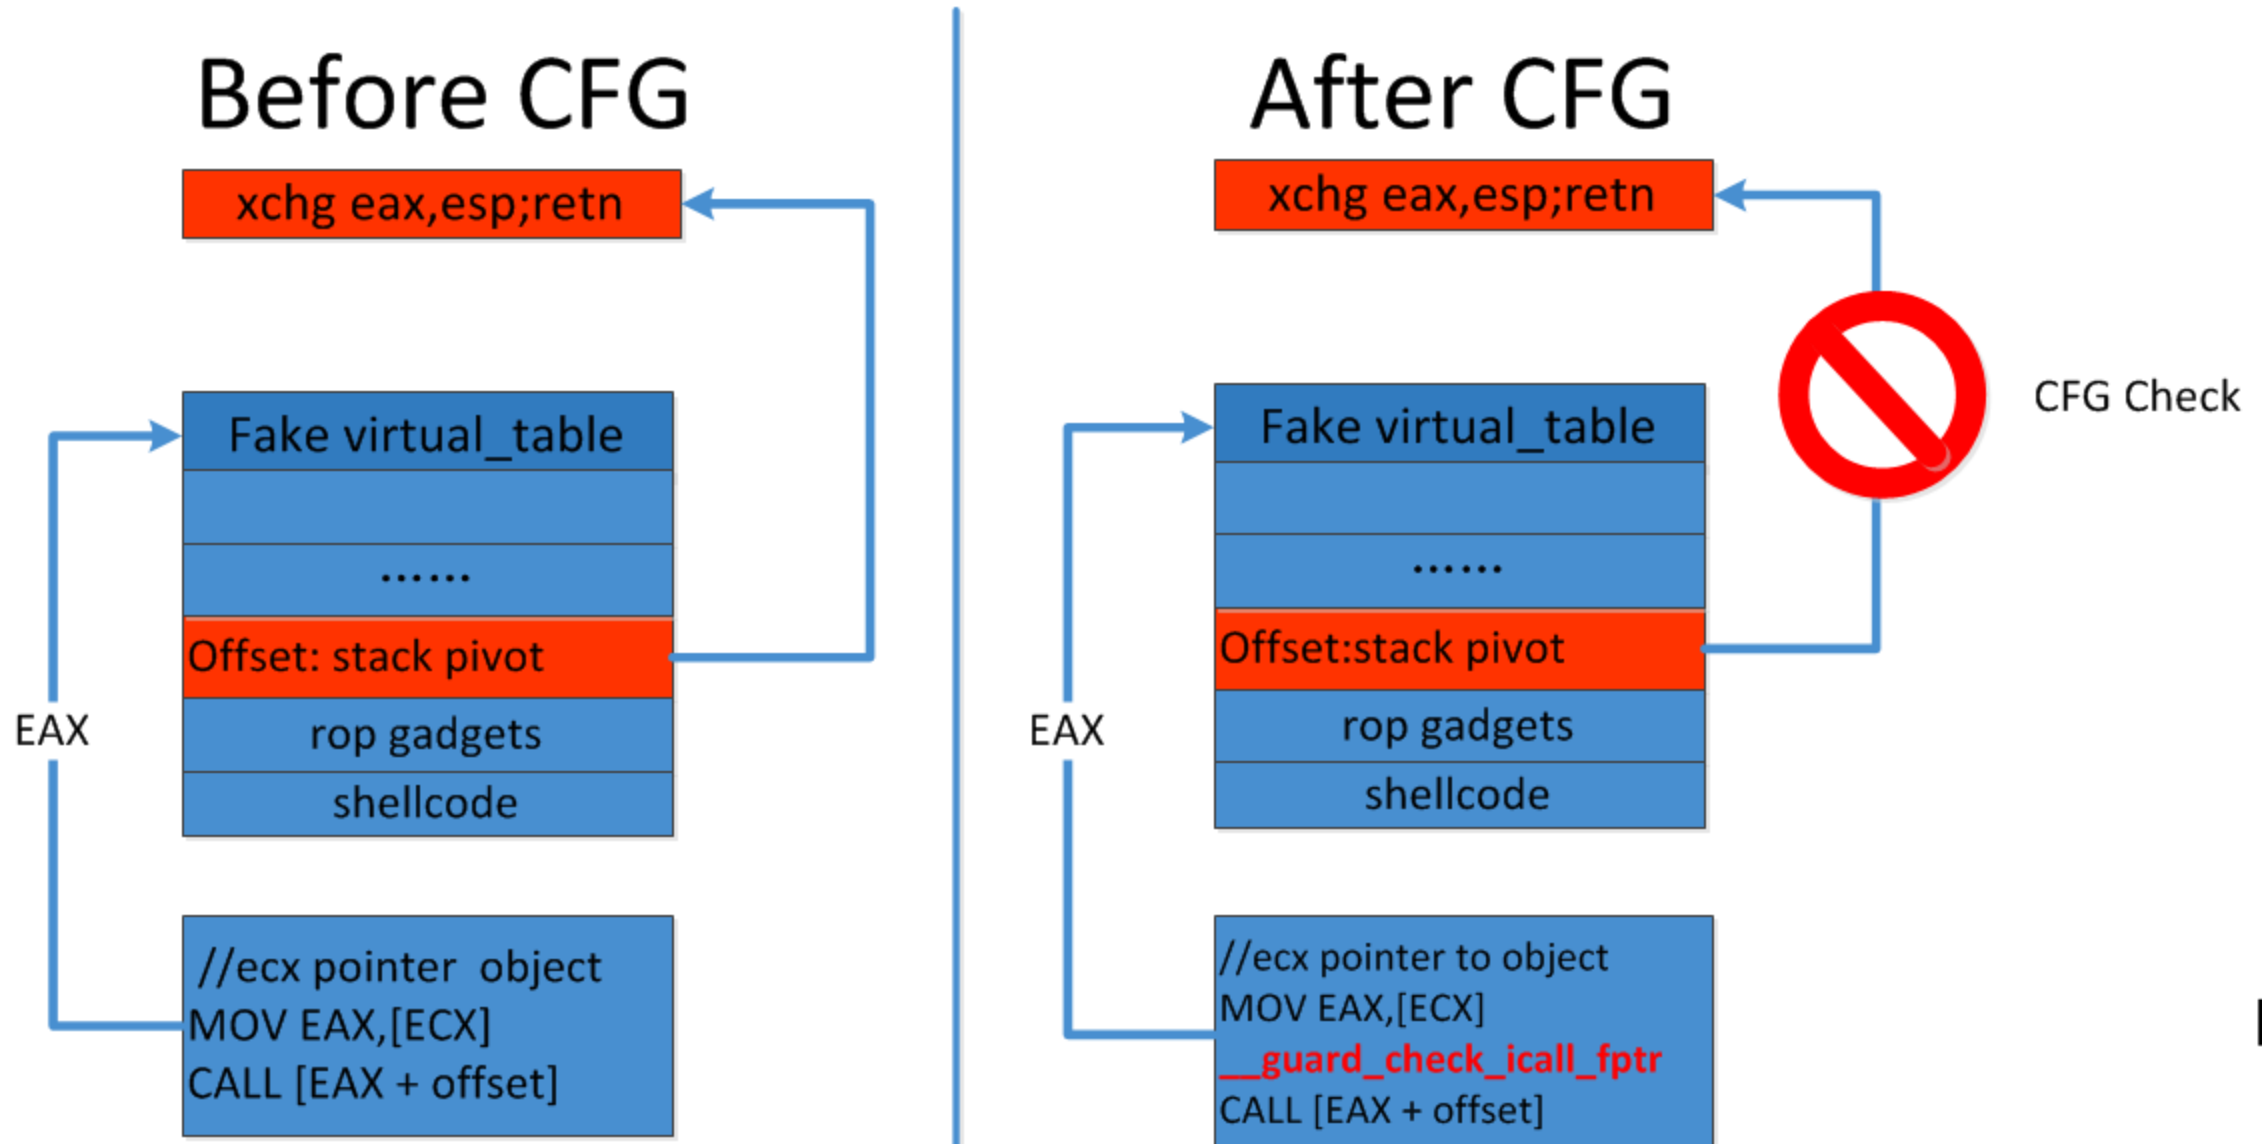 Before CFG
xchg eax,esp;retn
Fake virtual_table
......
Offset: stack pivot
rop gadgets
shellcode
EAX
//ecx pointer  object
MOV EAX,[ECX]
CALL [EAX + offset]
After CFG
xchg eax,esp;retn
CFG Check
Fake virtual_table
......
Offset:stack pivot
rop gadgets
shellcode
EAX
//ecx pointer to object
MOV EAX,[ECX]
__guard_check_icall_fptr
CALL [EAX + offset]